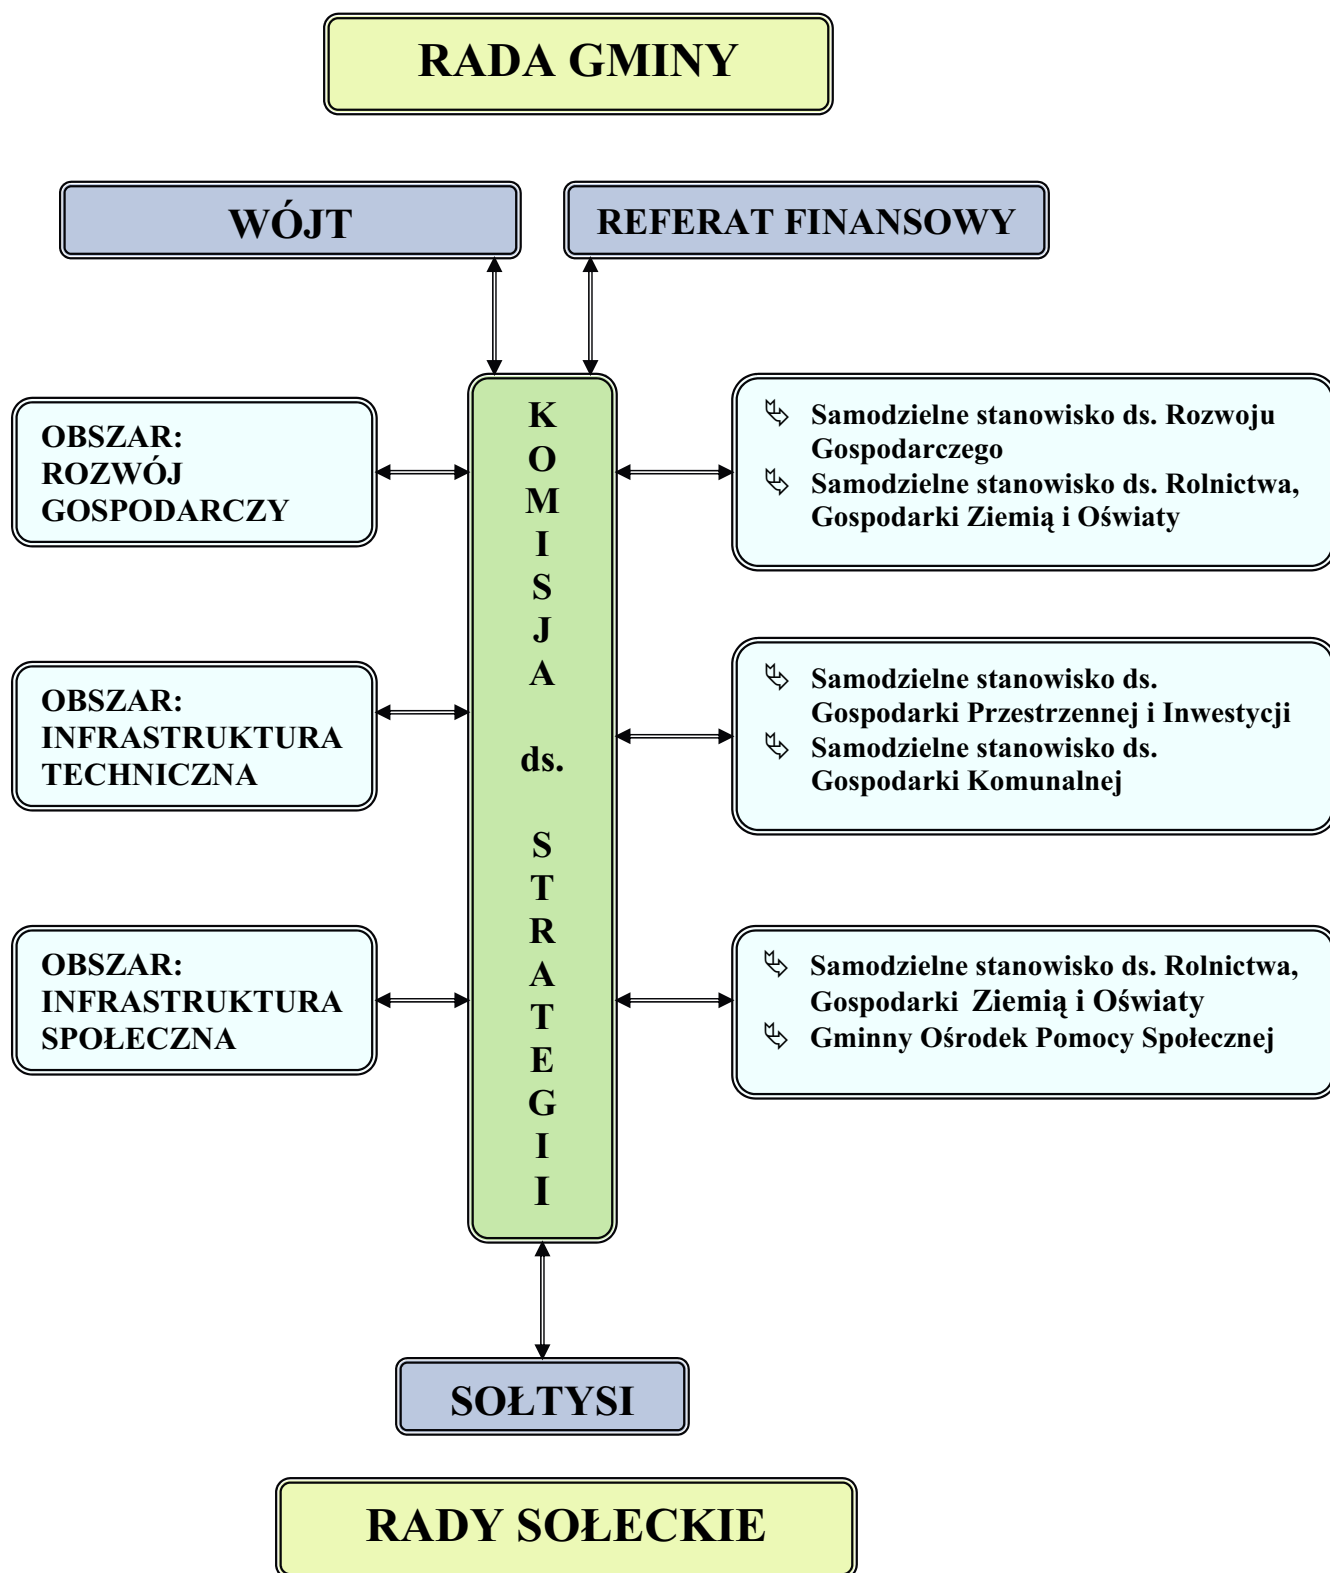 RADA GMINY
WÓJT
REFERAT FINANSOWY
OBSZAR:
ROZWÓJ
GOSPODARCZY
K
O
M
I
S
J
A
ds.
S
T
R
A
T
E
G
I
I
Samodzielne stanowisko ds. Rozwoju
Gospodarczego
Samodzielne stanowisko ds. Rolnictwa,
Gospodarki Ziemią i Oświaty
OBSZAR:
INFRASTRUKTURA
TECHNICZNA
Samodzielne stanowisko ds.
Gospodarki Przestrzennej i Inwestycji
Samodzielne stanowisko ds.
Gospodarki Komunalnej
OBSZAR:
INFRASTRUKTURA
SPOŁECZNA
Samodzielne stanowisko ds. Rolnictwa,
Gospodarki Ziemią i Oświaty
Gminny Ośrodek Pomocy Społecznej
SOŁTYSI
RADY SOŁECKIE